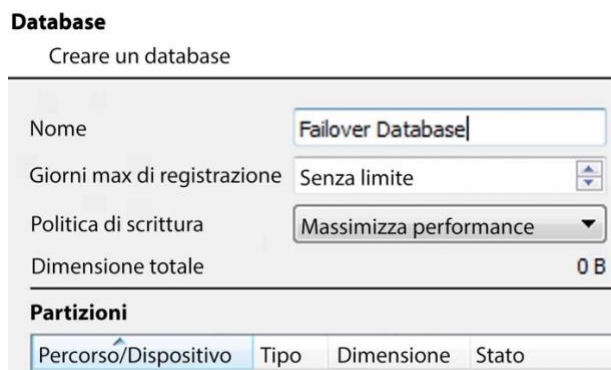 Database
Creare un database
Nome Failover Database
Giorni max di registrazione Senza limite
Politica di scrittura Massimizza performance
Dimensione totale 0 B
Partizioni
Percorso/Dispositivo Tipo Dimensione Stato